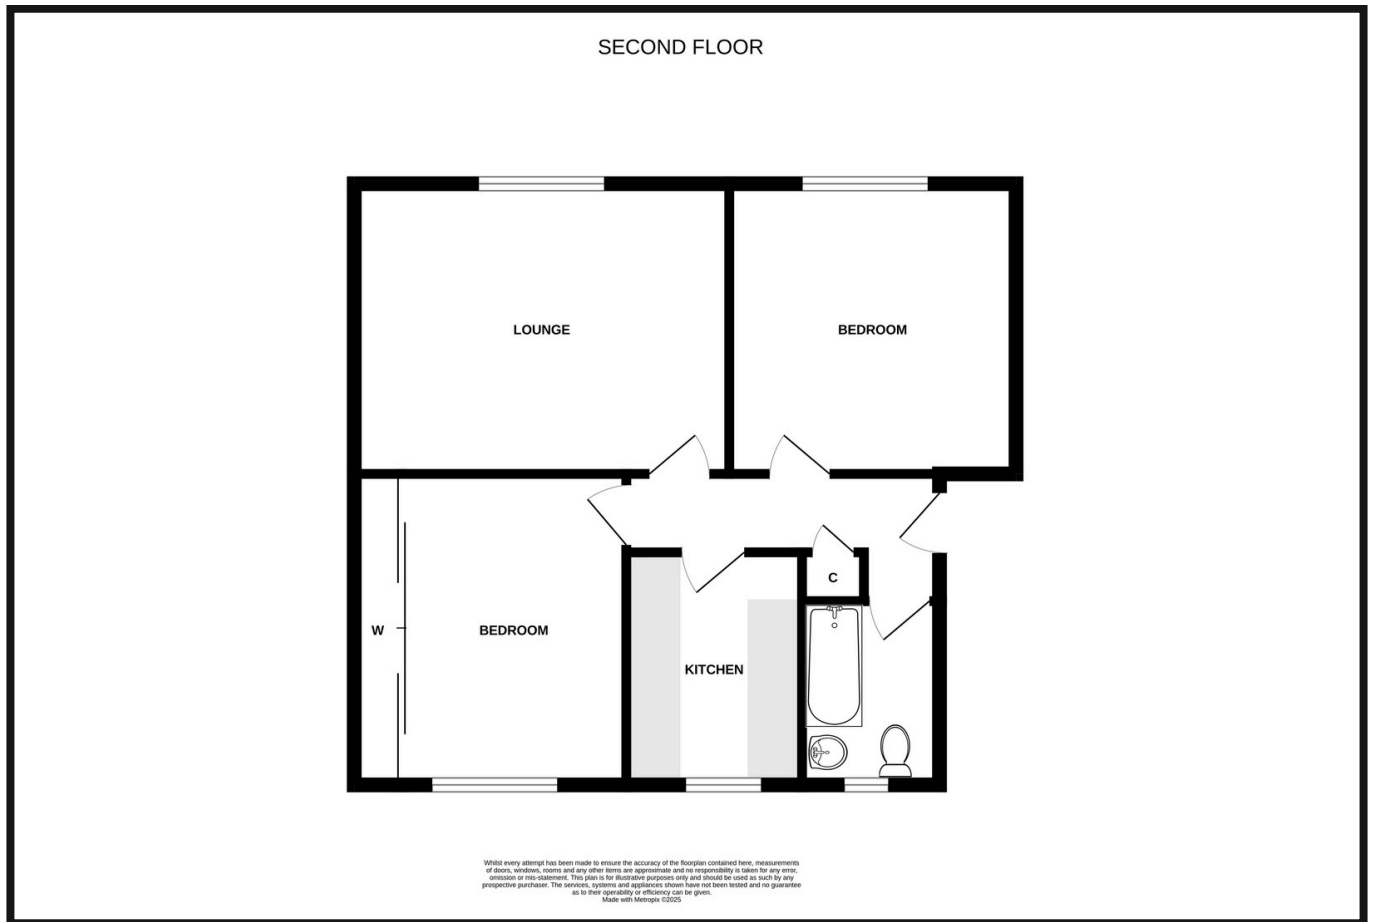 SECOND FLOOR
LOUNGE
BEDROOM
C
W
BEDROOM
KITCHEN
Whilst every attempt has been made to ensure the accuracy of the floorplan contained here, measurements
of doors, windows, rooms and any other items are approximate and no responsibility is taken for any error,
omission or mis-statement. This plan is for illustrative purposes only and should be used as such by any
prospective purchaser. The services, systems and appliances shown have not been tested and no guarantee
as to their operability or efficiency can be given.
Made with Metropix ©2025